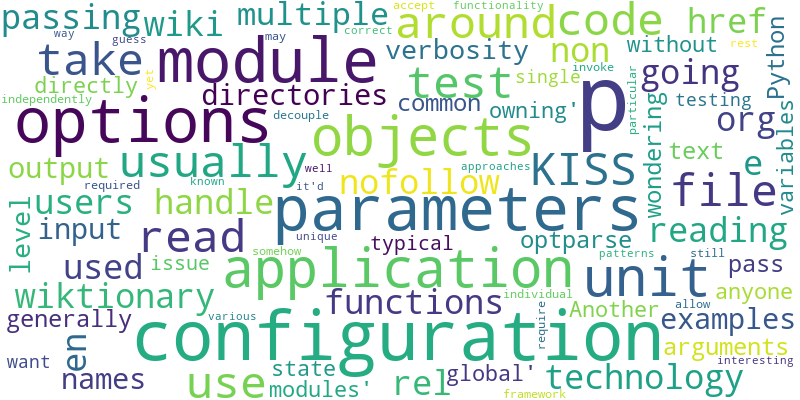 passing wiki multiple around code href
take module verbosity non without Python
way guess accept functionality may correct
yet invoke rest
directly directories test single going
independently options common owning' testing
decouple particular org
objects p
output usually KISS wondering text variables
known well approaches
users handle required it'd nofollow e file
level input read parameters optparse reading
unique typical
issue used somehow application unit pass
wiktionary functions individual Another anyone
generally various still allow patterns
en configuration require examples
want names state global' arguments
use modules' rel technology interesting
framework